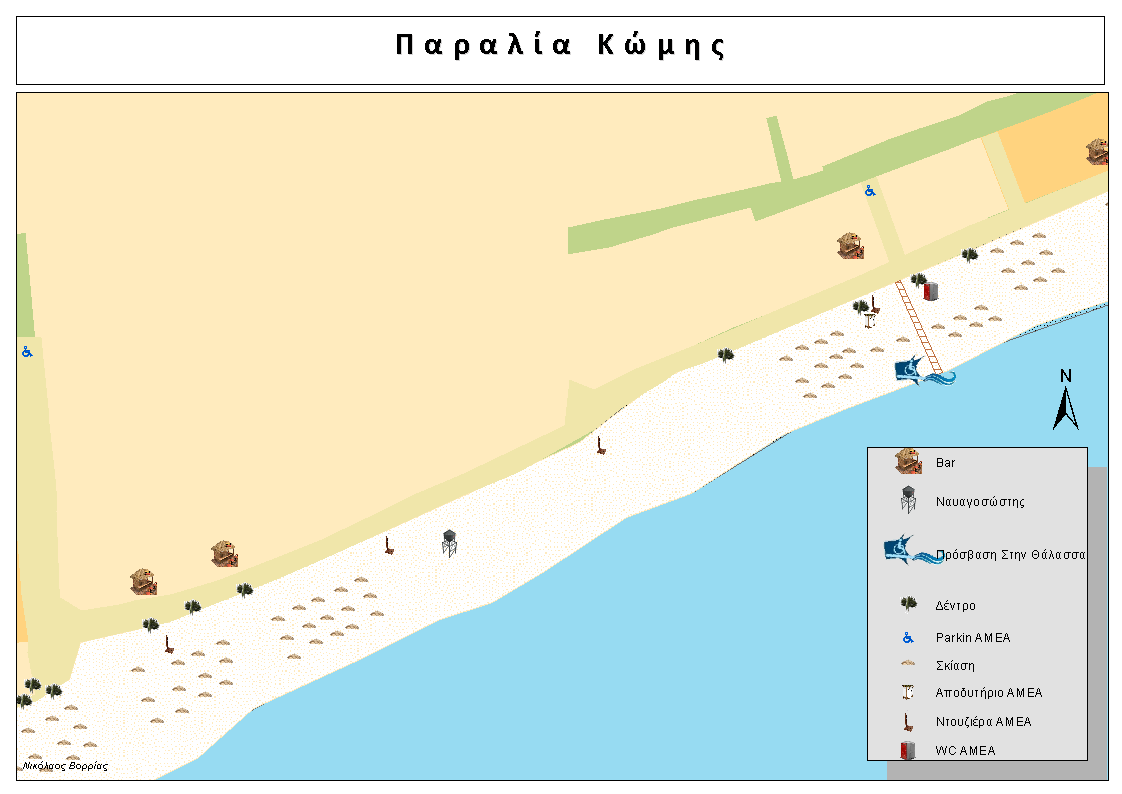 Παραλία Κώμης
N
Bar
Ναυαγοσώστης
Πρόσβαση Στην Θάλασσα
Δέντρο
Parkin ΑΜΕΑ
Σκίαση
Αποδυτήριο ΑΜΕΑ
Ντουζιέρα ΑΜΕΑ
WC ΑΜΕΑ
Νικόλαος Βορρίας